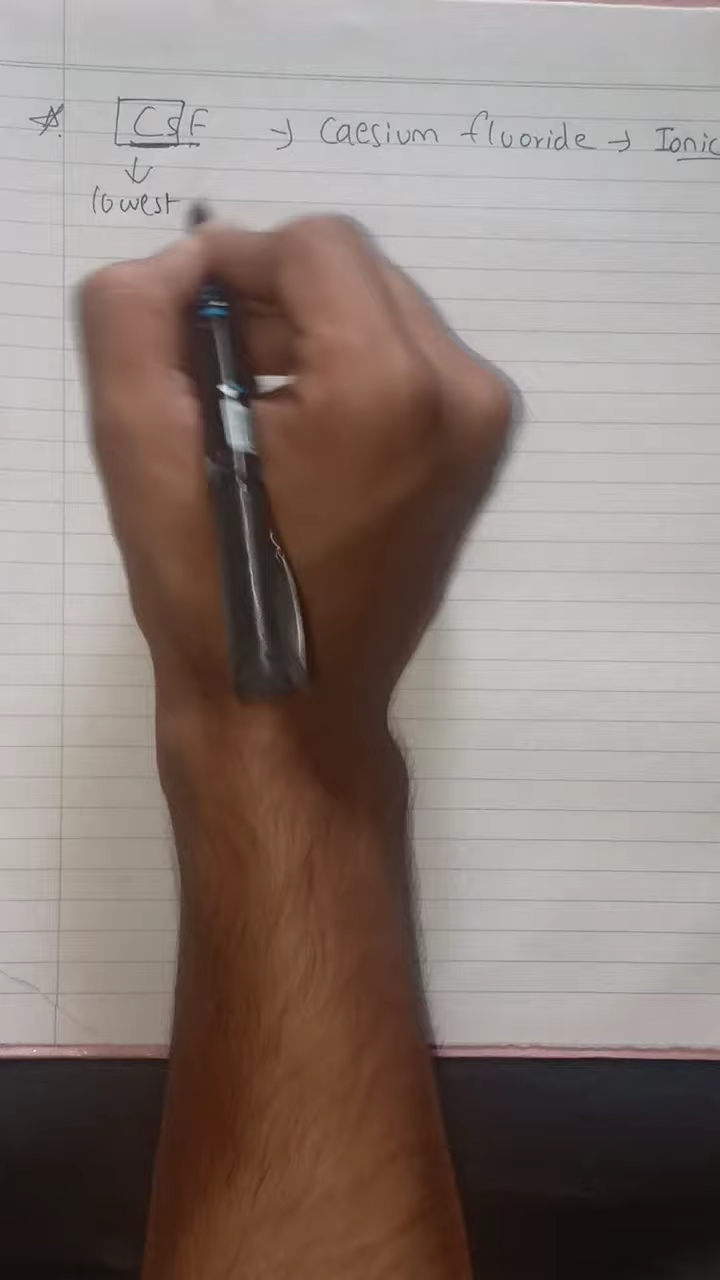 ☆ CsF → Caesium fluoride → Ionic
↓
lowest